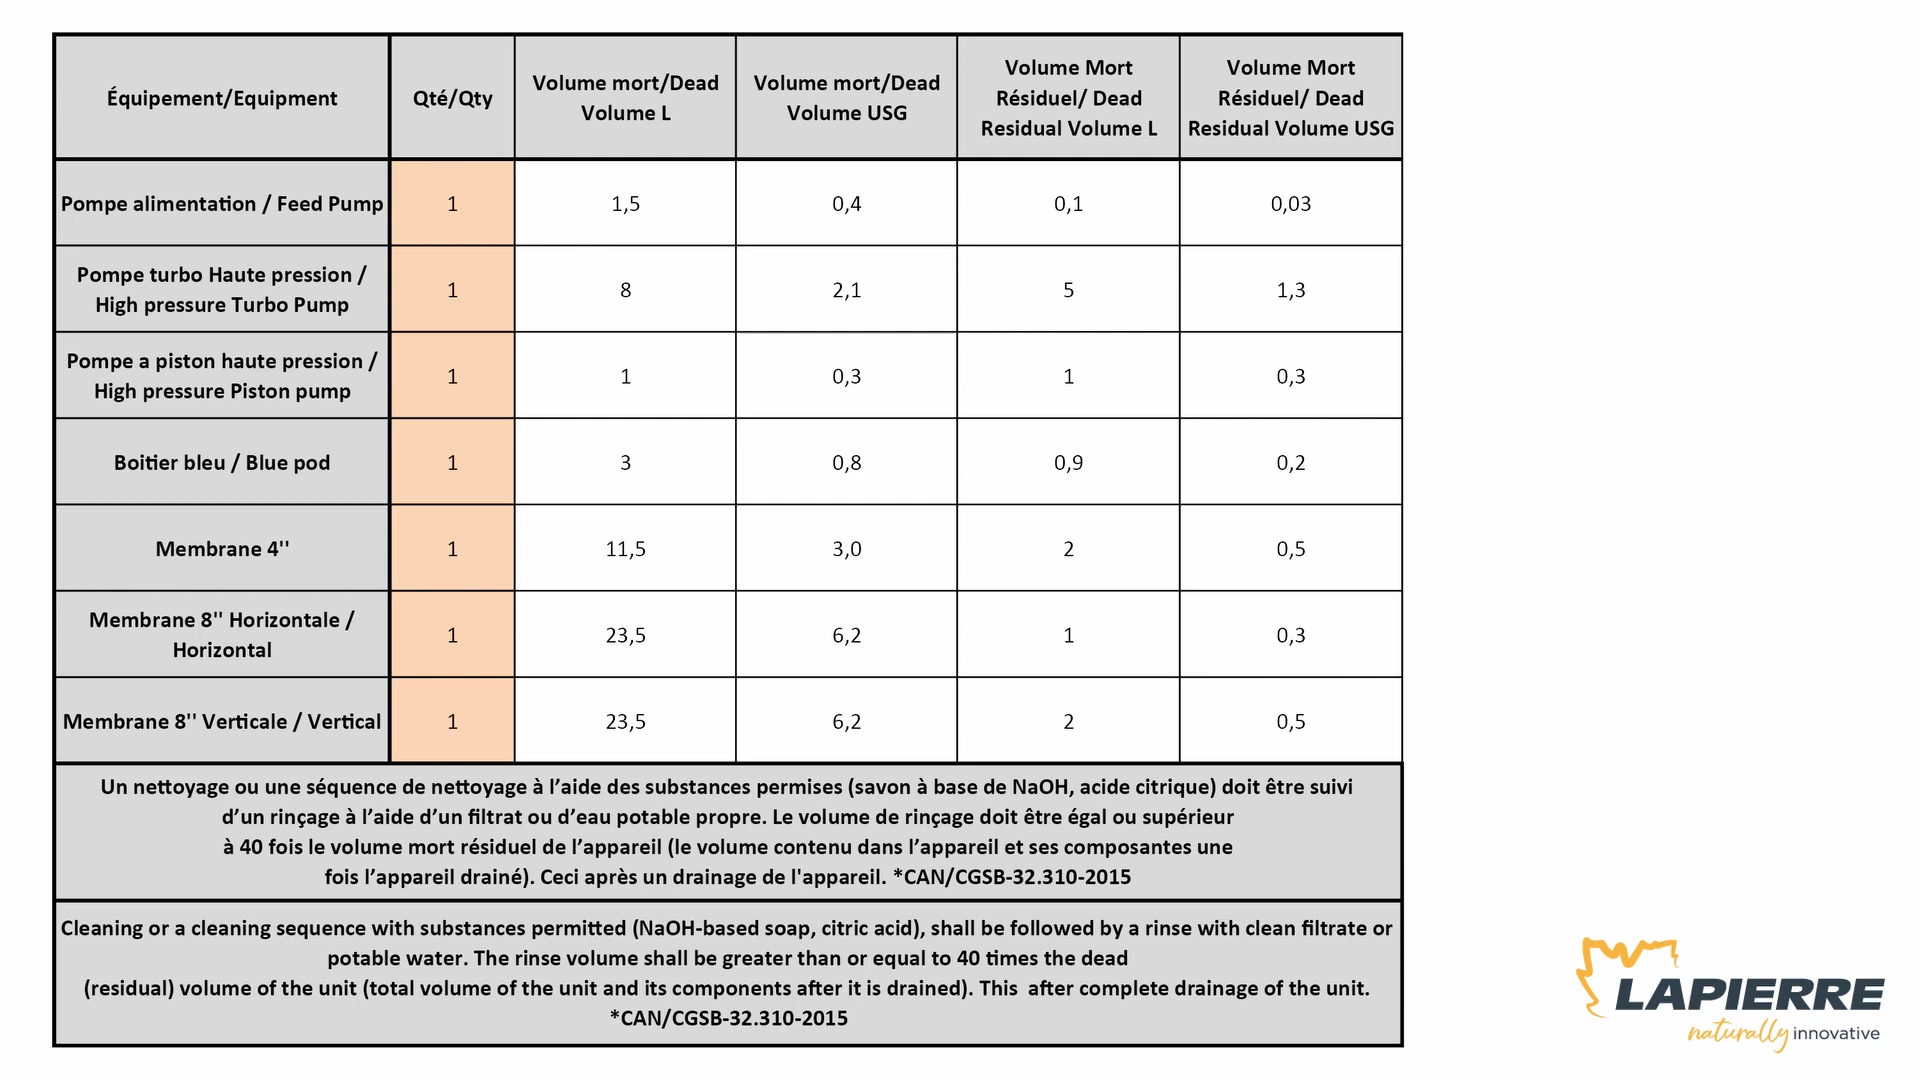 Équipement/Equipment
Qté/Qty
Volume mort/Dead
Volume L
Volume mort/Dead
Volume USG
Volume Mort
Résiduel/ Dead
Residual Volume L
Volume Mort
Résiduel/ Dead
Residual Volume USG
Pompe alimentation / Feed Pump
1
1,5
0,4
0,1
0,03
Pompe turbo Haute pression /
High pressure Turbo Pump
1
8
2,1
5
1,3
Pompe a piston haute pression /
High pressure Piston pump
1
1
0,3
1
0,3
Boitier bleu / Blue pod
1
3
0,8
0,9
0,2
Membrane 4''
1
11,5
3,0
2
0,5
Membrane 8'' Horizontale /
Horizontal
1
23,5
6,2
1
0,3
Membrane 8'' Verticale / Vertical
1
23,5
6,2
2
0,5
Un nettoyage ou une séquence de nettoyage à l’aide des substances permises (savon à base de NaOH, acide citrique) doit être suivi
d’un rinçage à l’aide d’un filtrat ou d’eau potable propre. Le volume de rinçage doit être égal ou supérieur
à 40 fois le volume mort résiduel de l’appareil (le volume contenu dans l’appareil et ses composantes une
fois l’appareil drainé). Ceci après un drainage de l'appareil. *CAN/CGSB-32.310-2015
Cleaning or a cleaning sequence with substances permitted (NaOH-based soap, citric acid), shall be followed by a rinse with clean filtrate or
potable water. The rinse volume shall be greater than or equal to 40 times the dead
(residual) volume of the unit (total volume of the unit and its components after it is drained). This  after complete drainage of the unit.
*CAN/CGSB-32.310-2015
LAPIERRE
naturally innovative